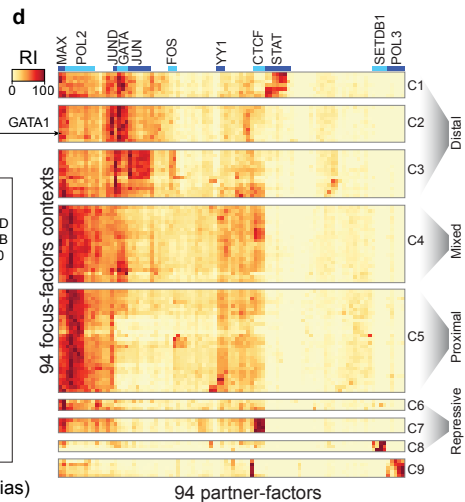 d
MAX
POL2
JUND
GATA
JUN
FOS
YY1
CTCF
STAT
SETDB1
POL3
RI
0 100
GATA1
C1
C2
C3
C4
C5
C6
C7
C8
C9
Distal
Mixed
Proximal
Repressive
94 focus-factors contexts
D
B
94 partner-factors
ias)